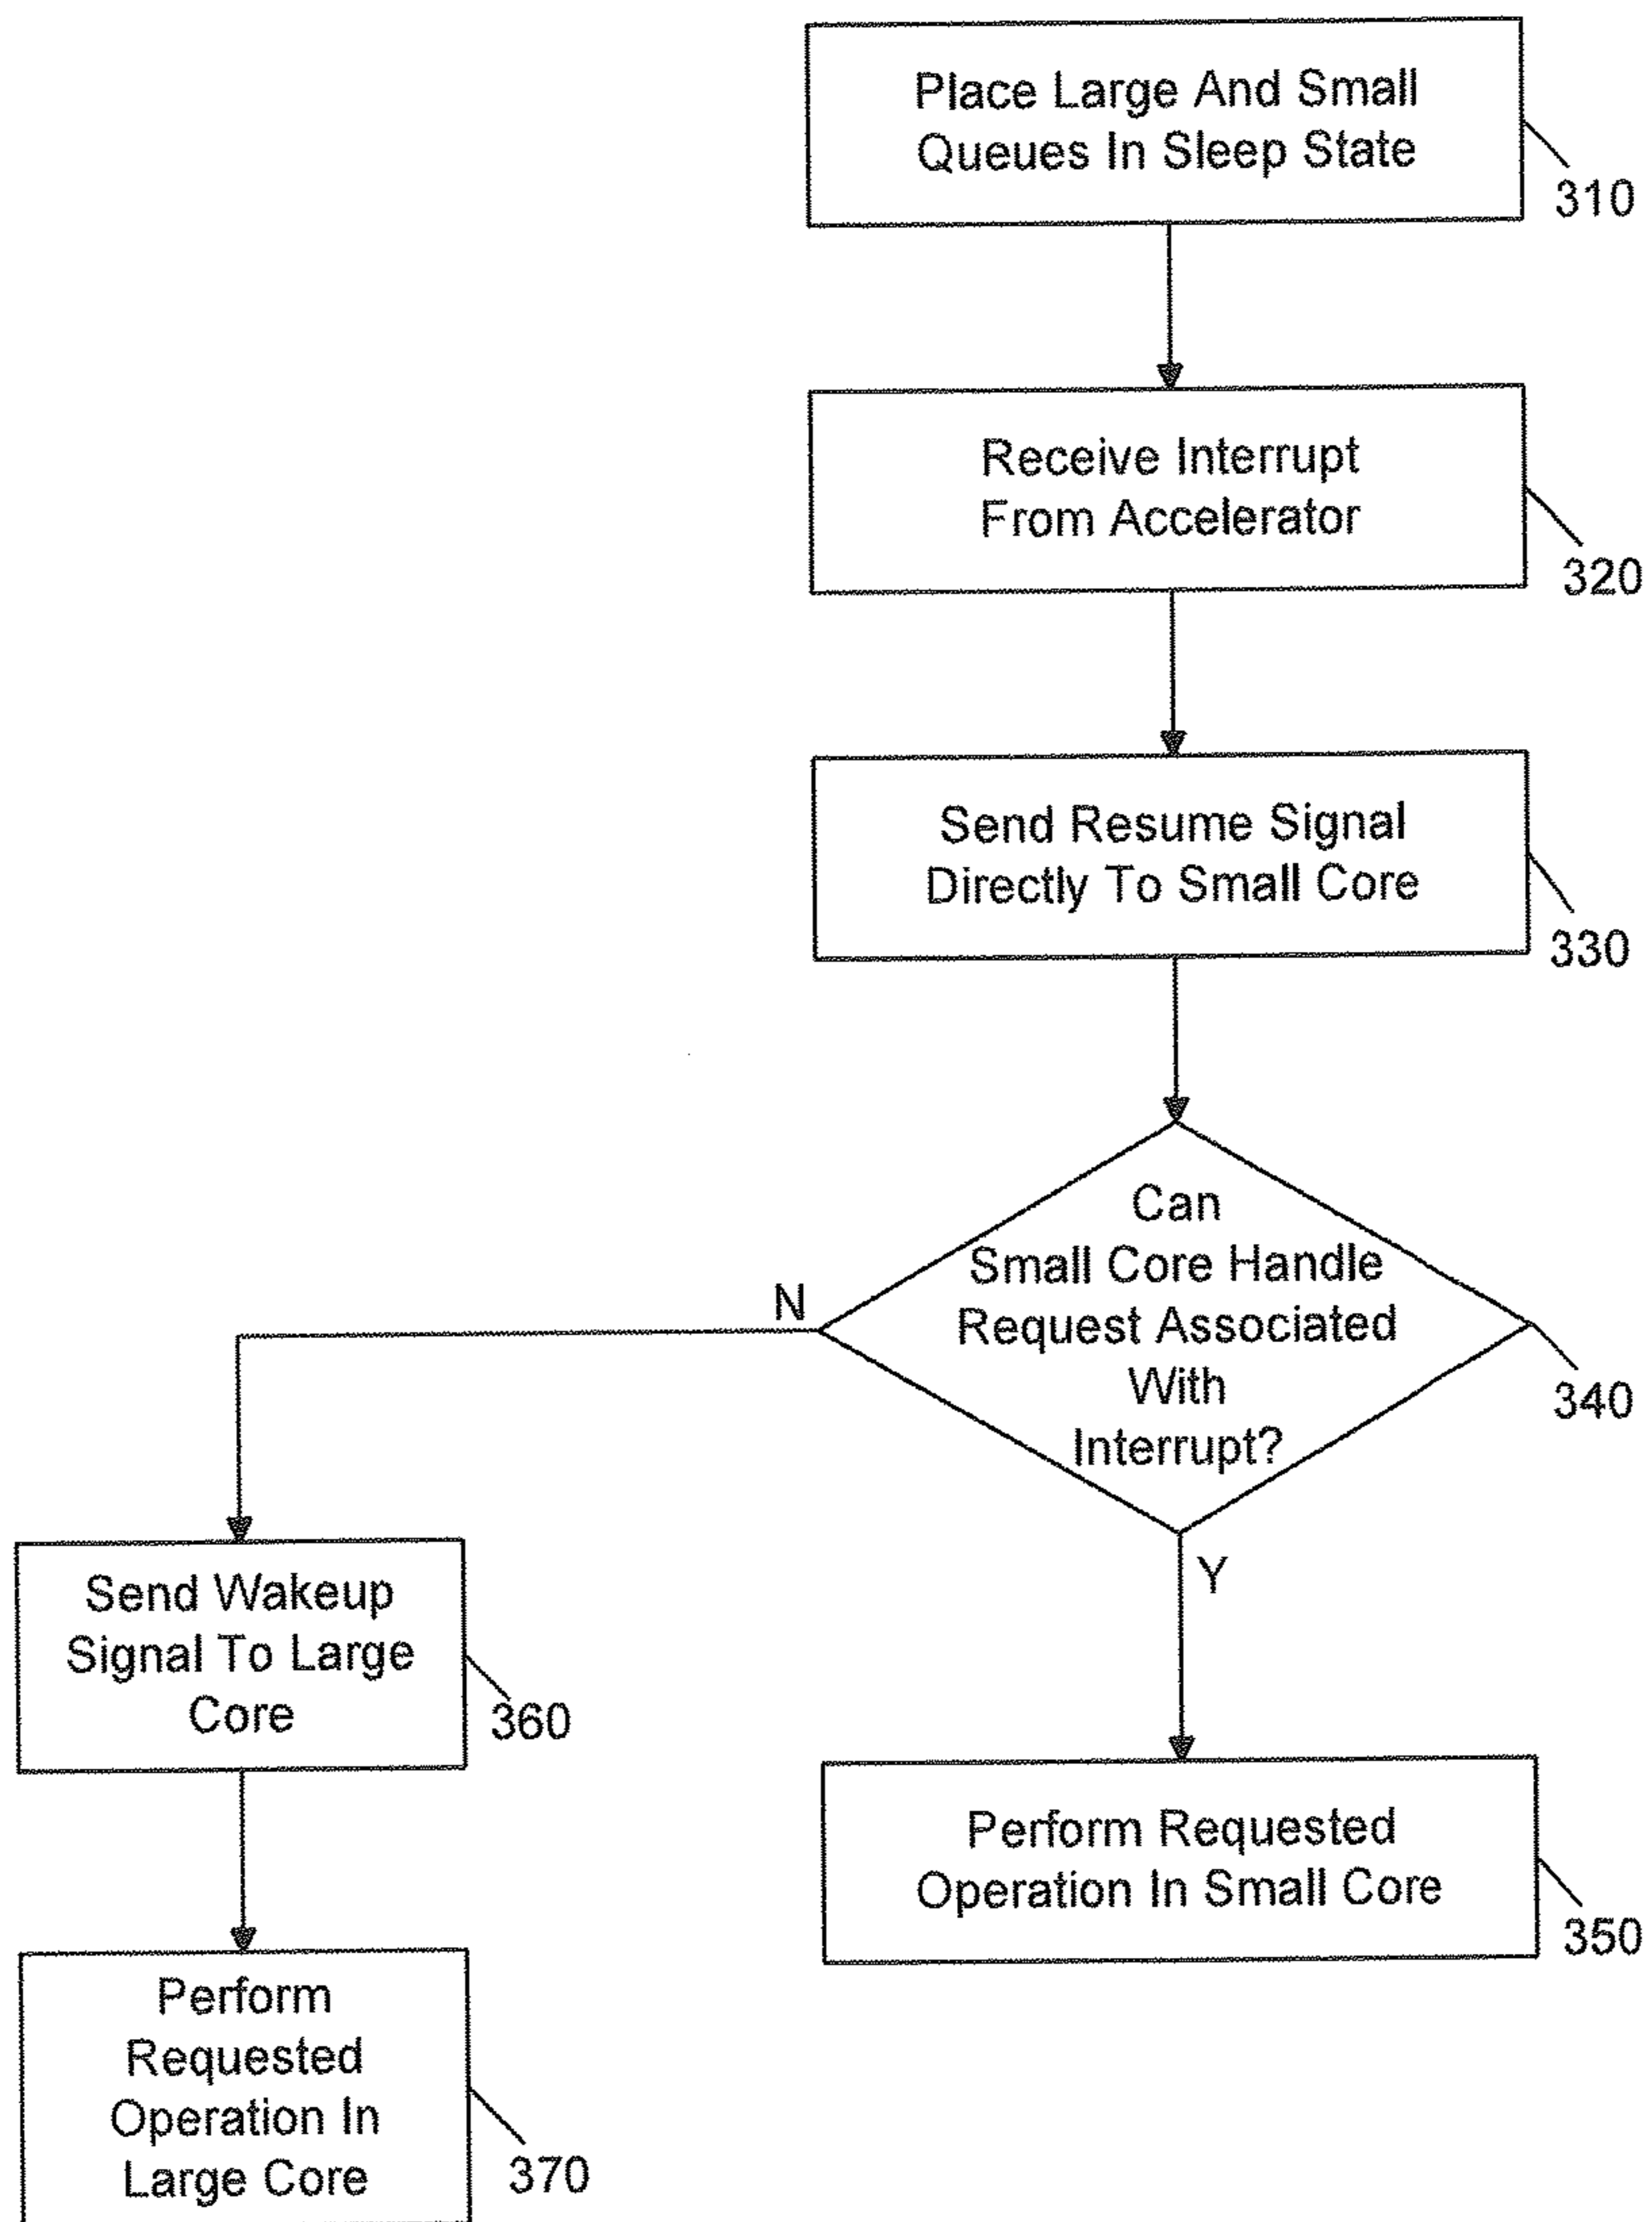 Place Large And Small
Queues In Sleep State
310
Receive Interrupt
From Accelerator
320
Send Resume Signal
Directly To Small Core
330
Can
Small Core Handle
Request Associated
With
Interrupt?
340
N
Y
Send Wakeup
Signal To Large
Core
360
Perform Requested
Operation In Small Core
350
Perform
Requested
Operation In
Large Core
370